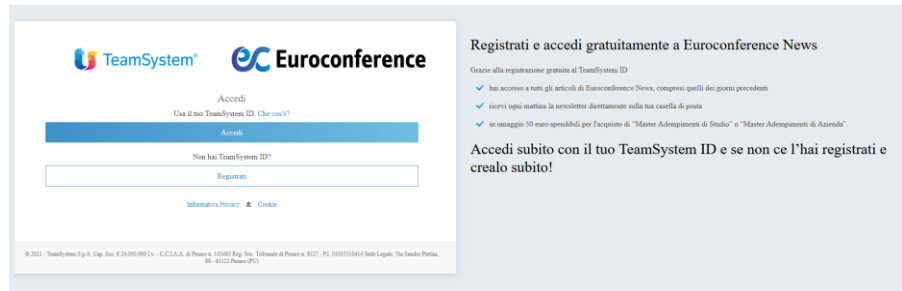 TeamSystem®
Euroconference
Accedi
Usa il tuo TeamSystem ID. Che cos'è?
Accedi
Non hai TeamSystem ID?
Registrati
Informativa Privacy & Cookie
© 2021 - TeamSystem S.p.A. Cap. Soc. € 24.000.000 I.v. - C.C.I.A.A. di Pesaro n. 103483 Reg. Soc. Tribunale di Pesaro n. 8327 - P.I. 01035310414 Sede Legale: Via Sandro Pertini,
88 - 61122 Pesaro (PU)
Registrati e accedi gratuitamente a Euroconference News
Grazie alla registrazione gratuita al TeamSystem ID
hai accesso a tutti gli articoli di Euroconference News, compresi quelli dei giorni precedenti
ricevi ogni mattina la newsletter direttamente sulla tua casella di posta
in omaggio 50 euro spendibili per l'acquisto di “Master Adempimenti di Studio” o “Master Adempimenti di Azienda”.
Accedi subito con il tuo TeamSystem ID e se non ce l’hai registrati e
crealo subito!